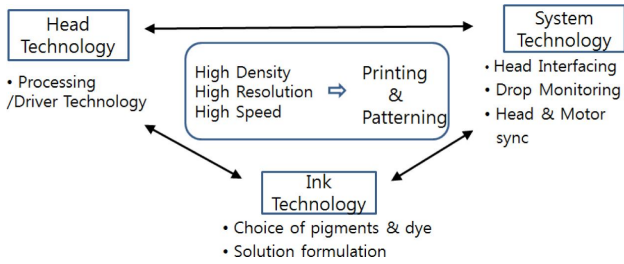 Head
Technology
• Processing
/Driver Technology
High Density
High Resolution
High Speed
Printing
&
Patterning
System
Technology
• Head Interfacing
• Drop Monitoring
• Head & Motor
sync
Ink
Technology
• Choice of pigments & dye
• Solution formulation